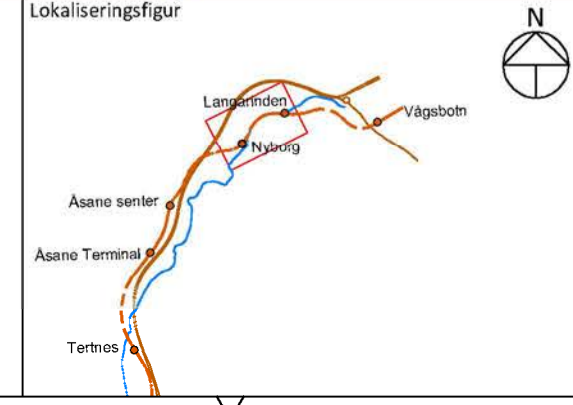 Lokaliseringsfigur
N
Langarinden
Vågsbotn
Nyborg
Åsane senter
Åsane Terminal
Tertnes